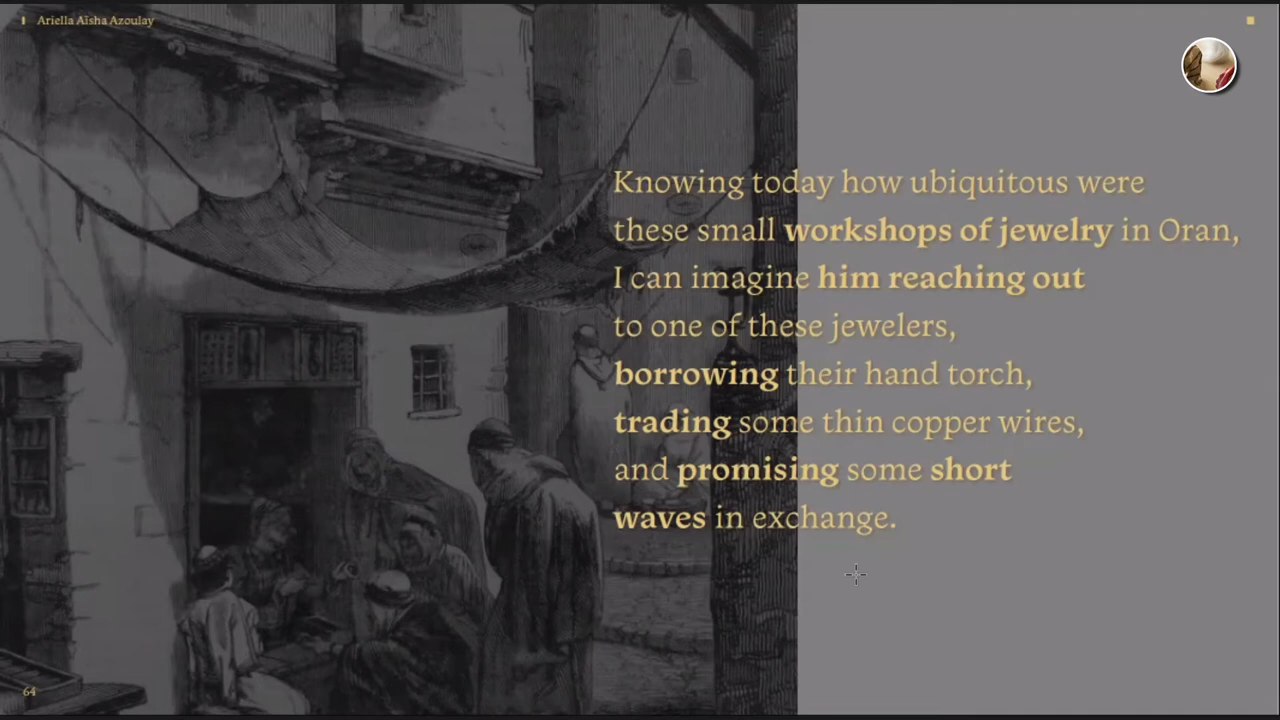 Ariella Aïsha Azoulay
Knowing today how ubiquitous were
these small workshops of jewelry in Oran,
I can imagine him reaching out
to one of these jewelers,
borrowing their hand torch,
trading some thin copper wires,
and promising some short
waves in exchange.
64